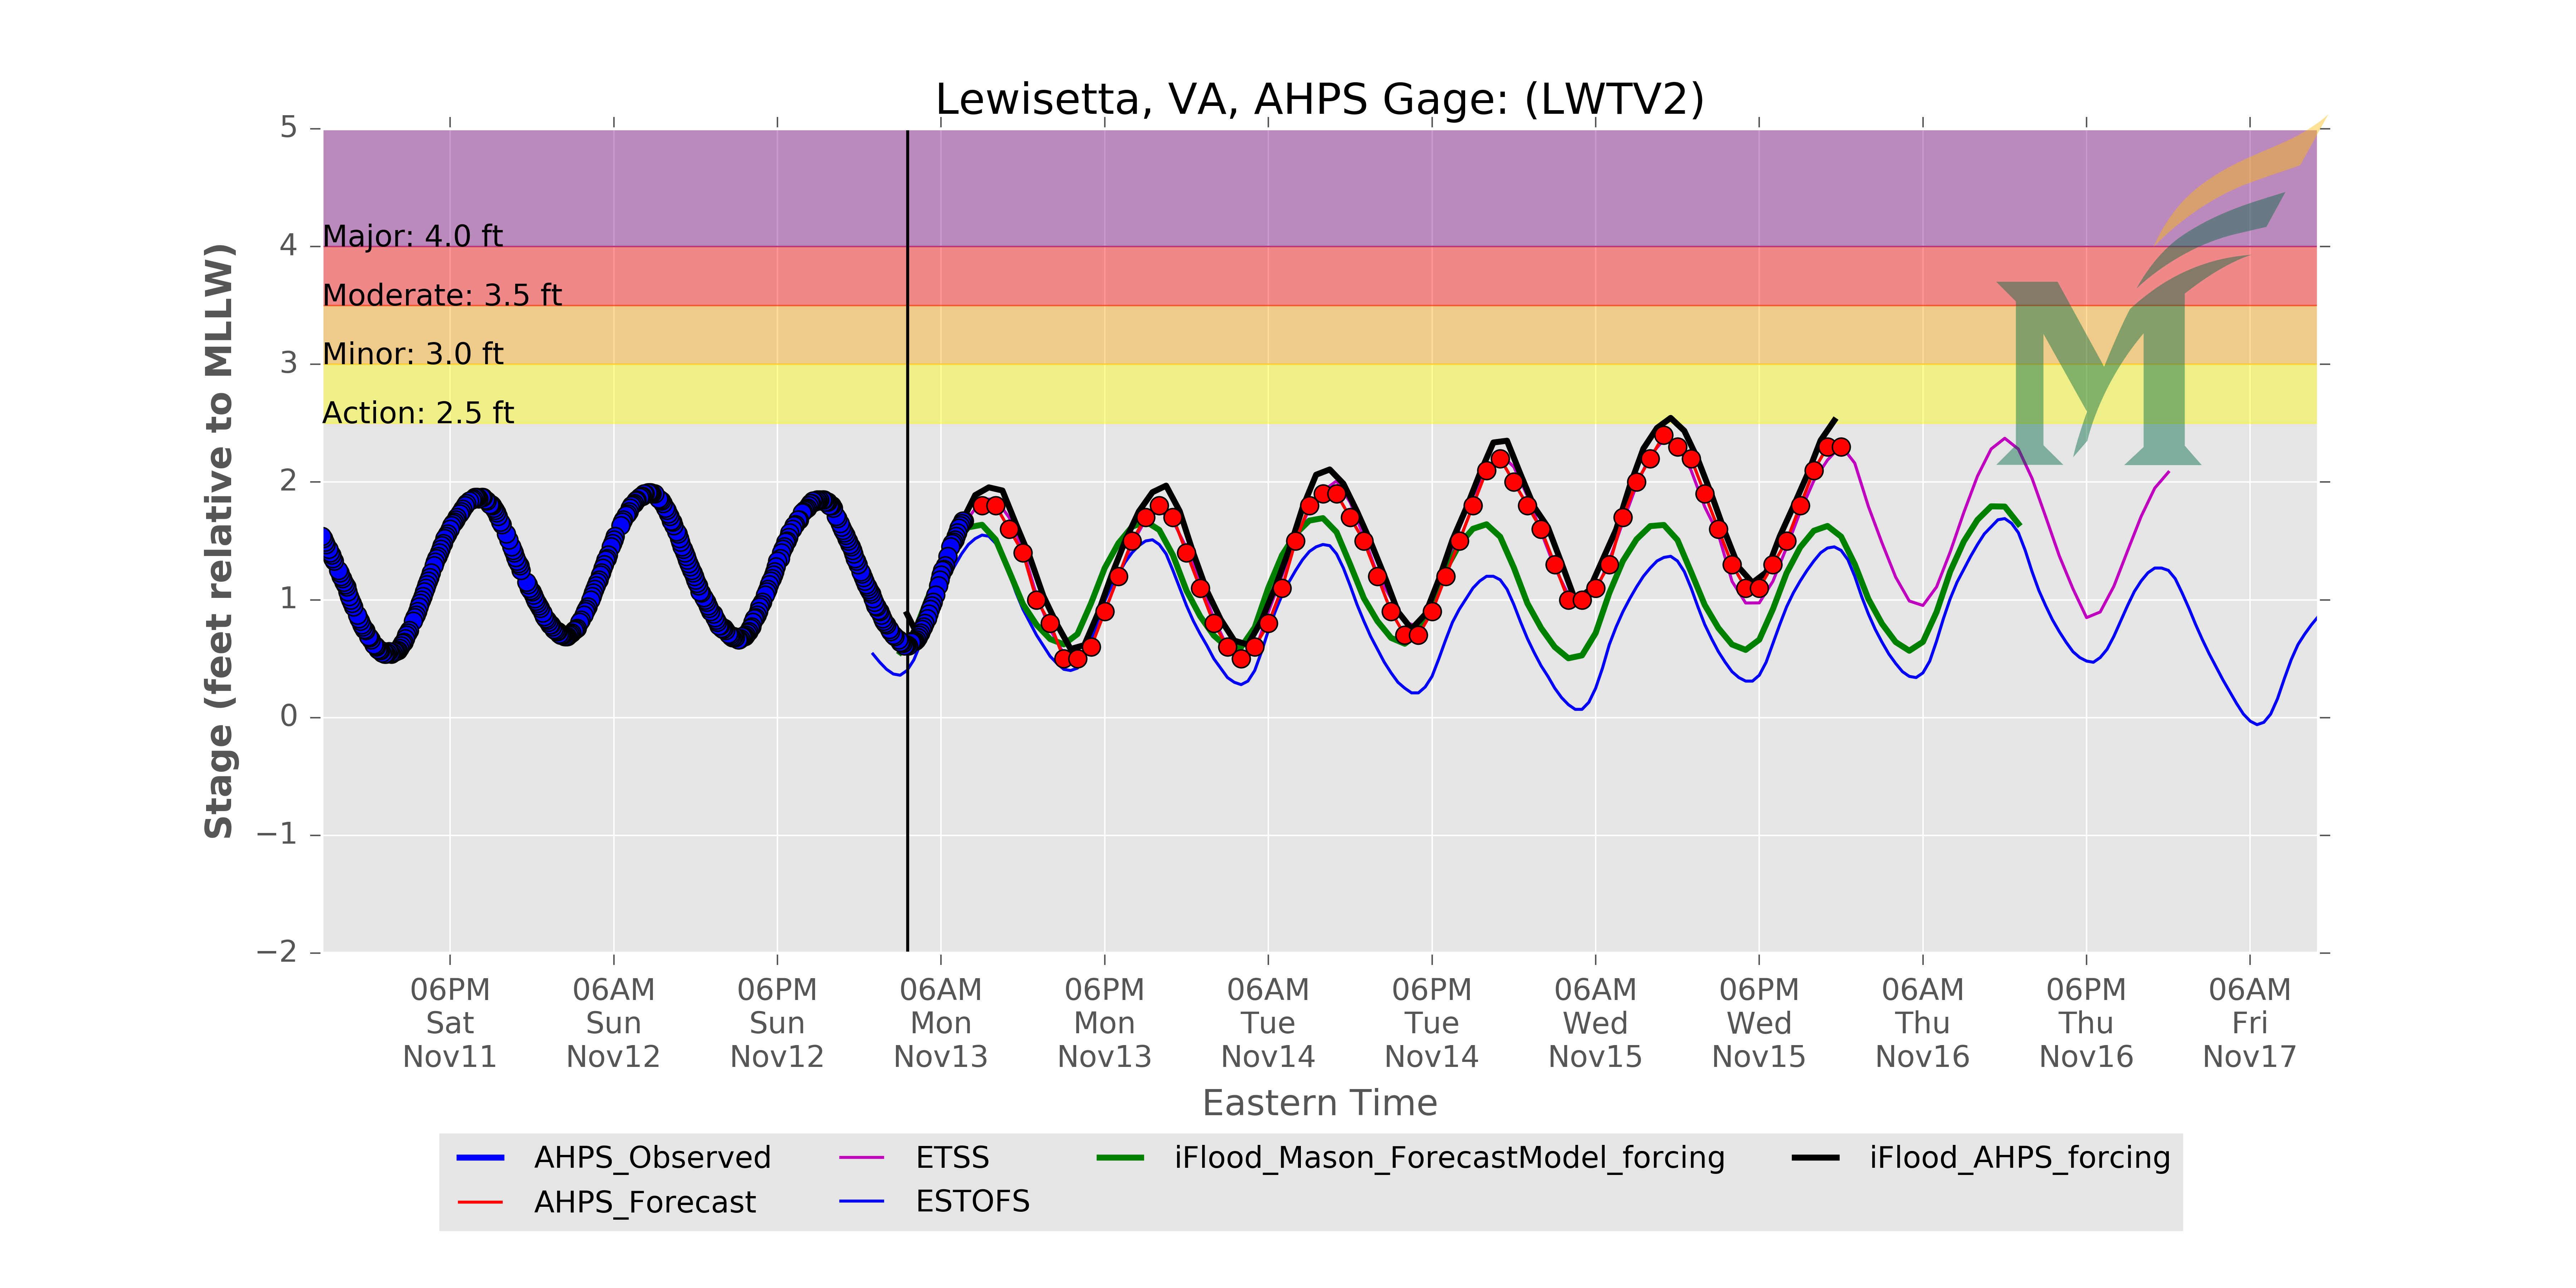 Lewisetta, VA, AHPS Gage: (LWTV2)
5
4
3
2
1
0
−1
−2
Stage (feet relative to MLLW)
Major: 4.0 ft
Moderate: 3.5 ft
Minor: 3.0 ft
Action: 2.5 ft
M
06PM 06AM 06PM 06AM 06PM 06AM 06PM 06AM 06PM 06AM 06PM 06AM
Sat Sun Sun Mon Mon Tue Tue Wed Wed Thu Thu Fri
Nov11 Nov12 Nov12 Nov13 Nov13 Nov14 Nov14 Nov15 Nov15 Nov16 Nov16 Nov17
Eastern Time
AHPS_Observed ETSS iFlood_Mason_ForecastModel_forcing iFlood_AHPS_forcing
AHPS_Forecast ESTOFS